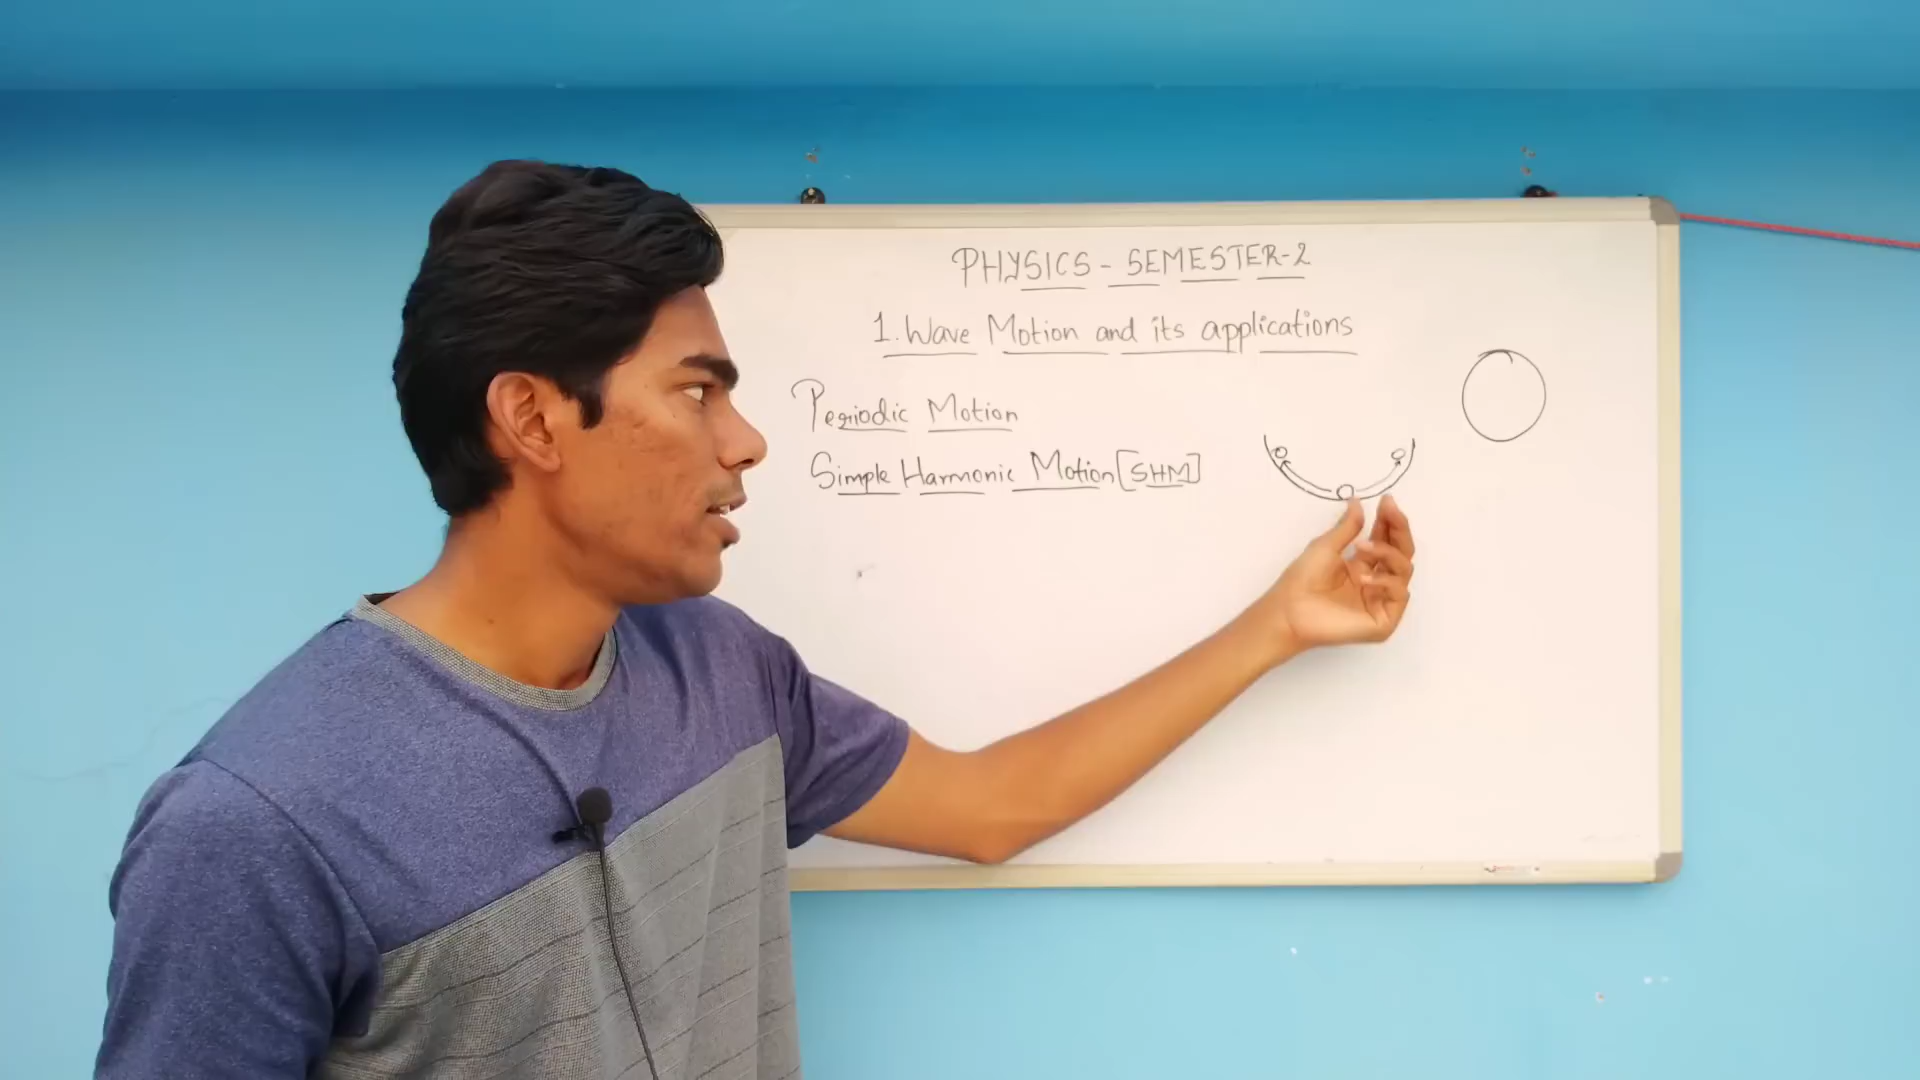 PHYSICS - SEMESTER-2
1. Wave Motion and its applications
Periodic Motion
Simple Harmonic Motion [SHM]